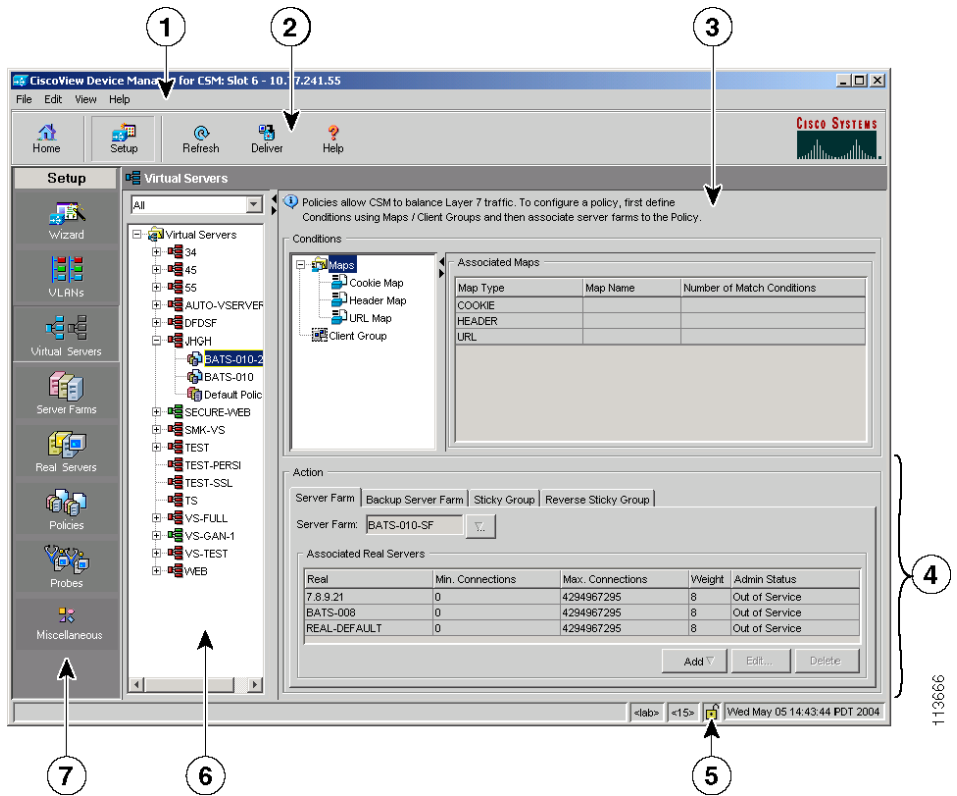 1
2
3
CiscoView Device Manager for CSM: Slot 6 - 10.77.241.55
File Edit View Help
Home
Setup
Refresh
Deliver
Help
CISCO SYSTEMS
Setup
Virtual Servers
Wizard
VLANs
Virtual Servers
Server Farms
Real Servers
Policies
Probes
Miscellaneous
All
Virtual Servers
34
45
55
AUTO-VSERVER
DFDSF
JHGH
BATS-010-2
BATS-010
Default Polic
SECURE-WEB
SMK-VS
TEST
TEST-PERSI
TEST-SSL
TS
VS-FULL
VS-GAN-1
VS-TEST
WEB
Policies allow CSM to balance Layer 7 traffic. To configure a policy, first define
Conditions using Maps / Client Groups and then associate server farms to the Policy.
Conditions
Maps
Cookie Map
Header Map
URL Map
Client Group
Associated Maps
Map Type Map Name Number of Match Conditions
COOKIE
HEADER
URL
Action
Server Farm Backup Server Farm Sticky Group Reverse Sticky Group
Server Farm: BATS-010-SF
Associated Real Servers
Real Min. Connections Max. Connections Weight Admin Status
7.8.9.21 0 4294967295 8 Out of Service
BATS-008 0 4294967295 8 Out of Service
REAL-DEFAULT 0 4294967295 8 Out of Service
Add Edit... Delete
<lab> <15> Wed May 05 14:43:44 PDT 2004
4
113666
7
6
5